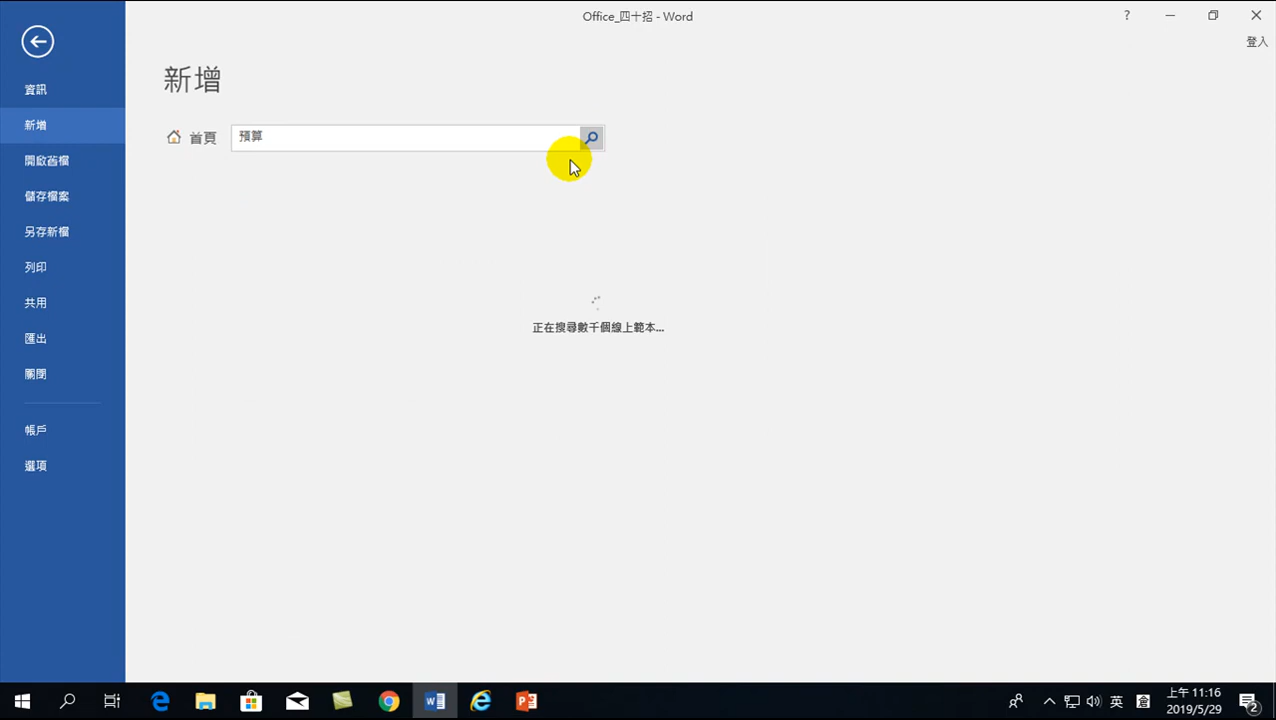 Office_四十招 - Word
?
登入
資訊
新增
開啟舊檔
儲存檔案
另存新檔
列印
共用
匯出
關閉
帳戶
選項
新增
首頁
預算
正在搜尋數千個線上範本...
英
倉
上午 11:16
2019/5/29
2